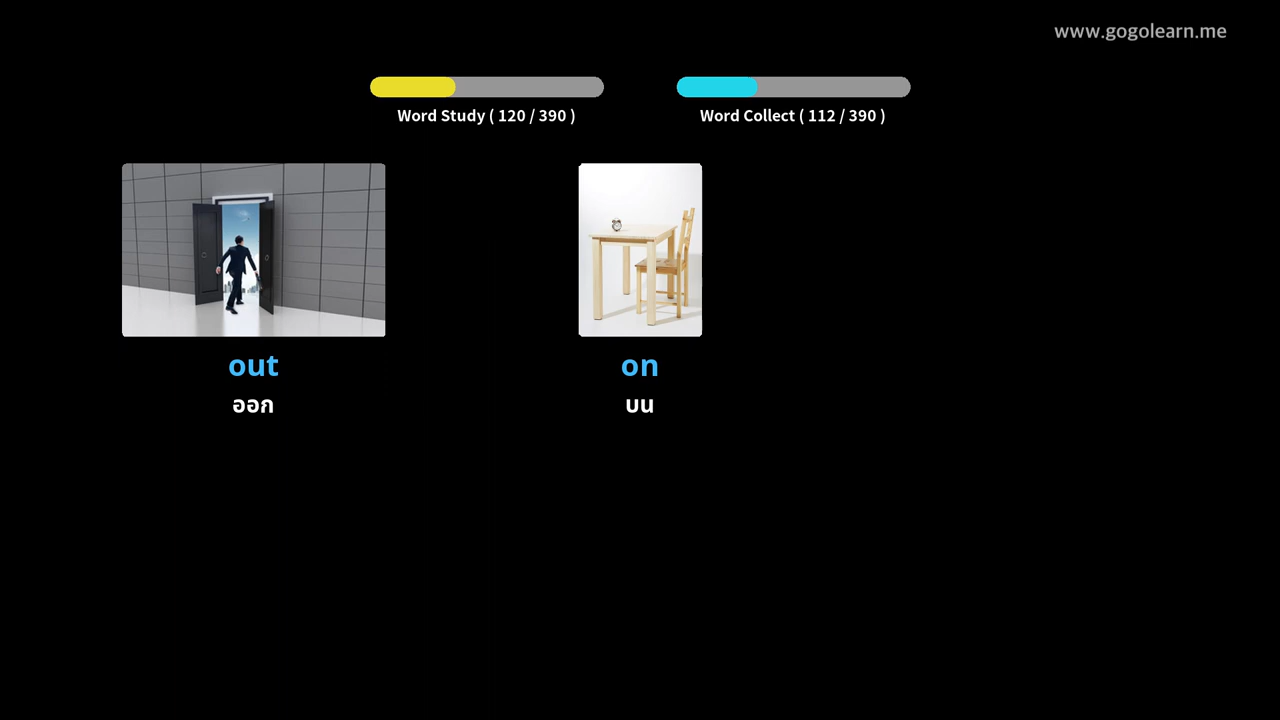 www.gogolearn.me
Word Study ( 120 / 390 )
Word Collect ( 112 / 390 )
out
ออก
on
บน